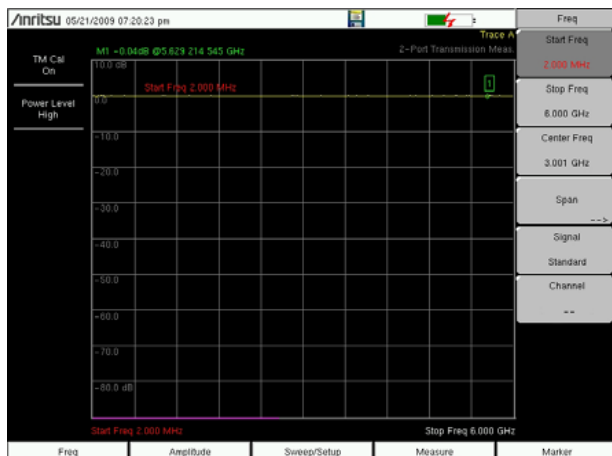 Anritsu 05/21/2009 07:20:23 pm
Freq
Trace A
M1 -0.04dB @5.629 214 545 GHz
2-Port Transmission Meas.
TM Cal
On
Power Level
High
10.0 dB
Start Freq 2.000 MHz
1
0.0
-10.0
-20.0
-30.0
-40.0
-50.0
-60.0
-70.0
-80.0 dB
Start Freq 2.000 MHz
Stop Freq 6.000 GHz
Start Freq
2.000 MHz
Stop Freq
6.000 GHz
Center Freq
3.001 GHz
Span
-->
Signal
Standard
Channel
--
Freq
Amplitude
Sweep/Setup
Measure
Marker